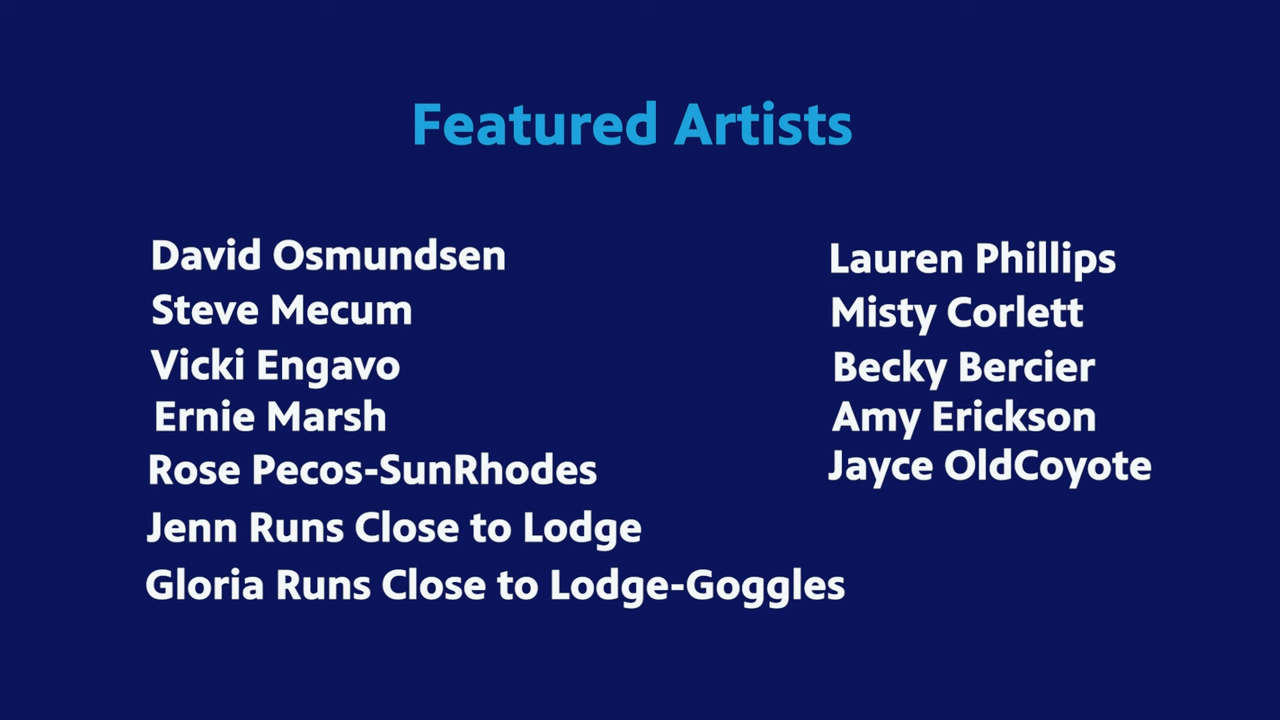 Featured Artists
David Osmundsen
Steve Mecum
Vicki Engavo
Ernie Marsh
Rose Pecos-SunRhodes
Jenn Runs Close to Lodge
Gloria Runs Close to Lodge-Goggles
Lauren Phillips
Misty Corlett
Becky Bercier
Amy Erickson
Jayce OldCoyote